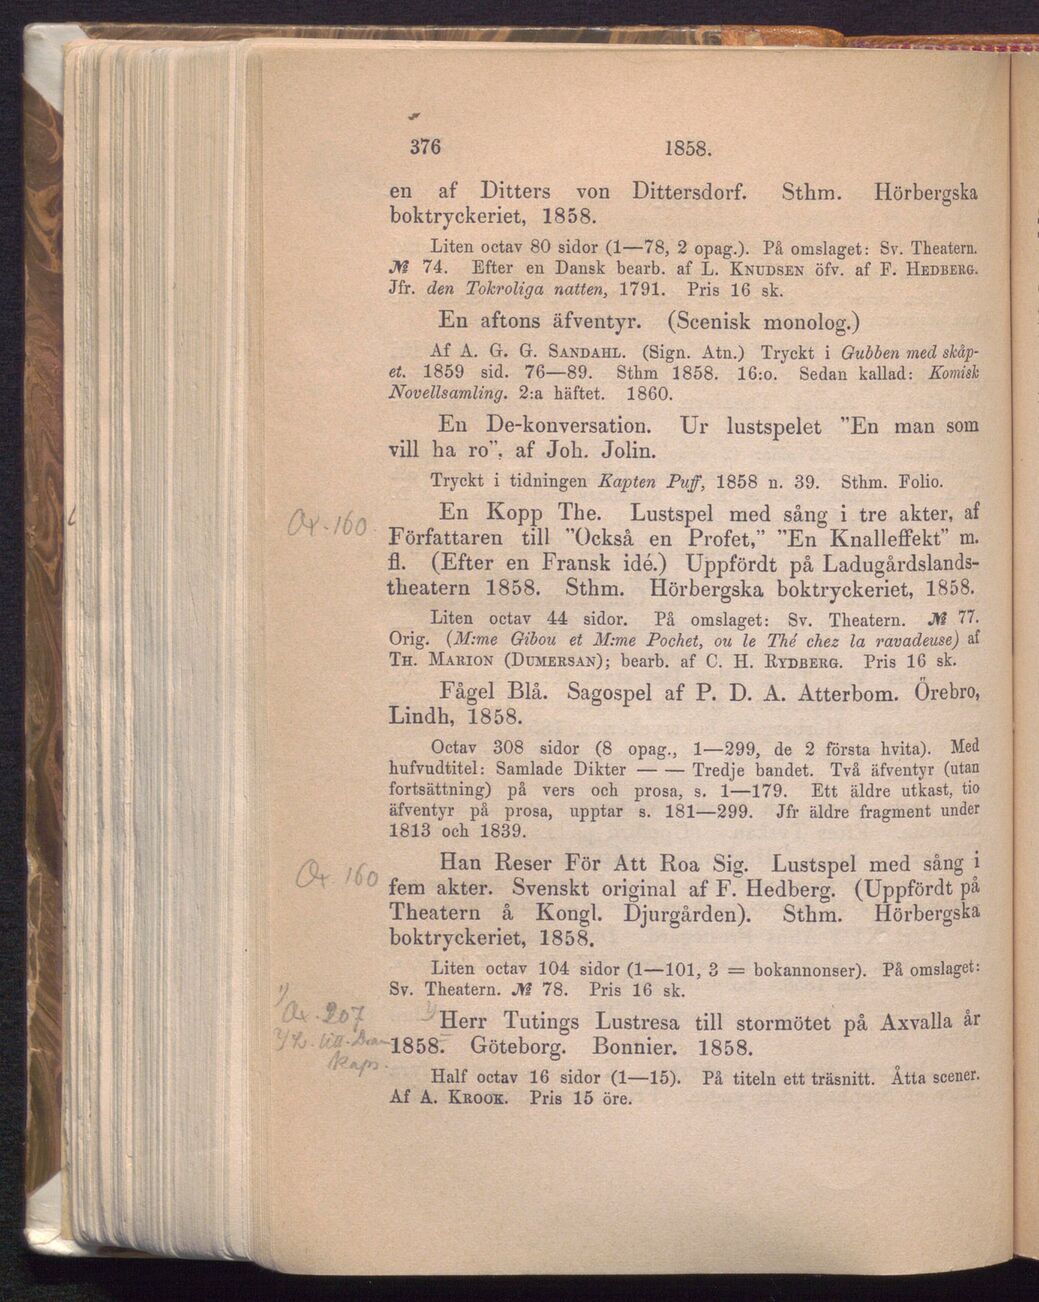 376 1858.
en af Ditters von Dittersdorf. Sthm. Hörbergska
boktryckeriet, 1858.
Liten octav 80 sidor (1—78, 2 opag.). På omslaget: Sv. Theatern.
№ 74. Efter en Dansk bearb. af L. Knudsen öfv. af F. Hedberg.
Jfr. den Tokroliga natten, 1791. Pris 16 sk.
En aftons äfventyr. (Scenisk monolog.)
Af A. G. G. Sandahl. (Sign. Atn.) Tryckt i Gubben med skåp-
et. 1859 sid. 76—89. Sthm 1858. 16:o. Sedan kallad: Komisk
Novellsamling. 2:a häftet. 1860.
En De-konversation. Ur lustspelet ”En man som
vill ha ro”, af Joh. Jolin.
Tryckt i tidningen Kapten Puff, 1858 n. 39. Sthm. Folio.
Ox. 160
En Kopp The. Lustspel med sång i tre akter, af
Författaren till ”Också en Profet,” ”En Knalleffekt” m.
fl. (Efter en Fransk idé.) Uppfördt på Ladugårdslands-
theatern 1858. Sthm. Hörbergska boktryckeriet, 1858.
Liten octav 44 sidor. På omslaget: Sv. Theatern. № 77.
Orig. (M:me Gibou et M:me Pochet, ou le Thé chez la ravadeuse) af
Th. Marion (Dumersan); bearb. af C. H. Rydberg. Pris 16 sk.
Fågel Blå. Sagospel af P. D. A. Atterbom. Örebro,
Lindh, 1858.
Octav 308 sidor (8 opag., 1—299, de 2 första hvita). Med
hufvudtitel: Samlade Dikter — — Tredje bandet. Två äfventyr (utan
fortsättning) på vers och prosa, s. 1—179. Ett äldre utkast, tio
äfventyr på prosa, upptar s. 181—299. Jfr äldre fragment under
1813 och 1839.
Ox 160
Han Reser För Att Roa Sig. Lustspel med sång i
fem akter. Svenskt original af F. Hedberg. (Uppfördt på
Theatern å Kongl. Djurgården). Sthm. Hörbergska
boktryckeriet, 1858.
Liten octav 104 sidor (1—101, 3 = bokannonser). På omslaget:
Sv. Theatern. № 78. Pris 16 sk.
Ox. 207
Herr Tutings Lustresa till stormötet på Axvalla år
1858. Göteborg. Bonnier. 1858.
Half octav 16 sidor (1—15). På titeln ett träsnitt. Åtta scener.
Af A. Krook. Pris 15 öre.